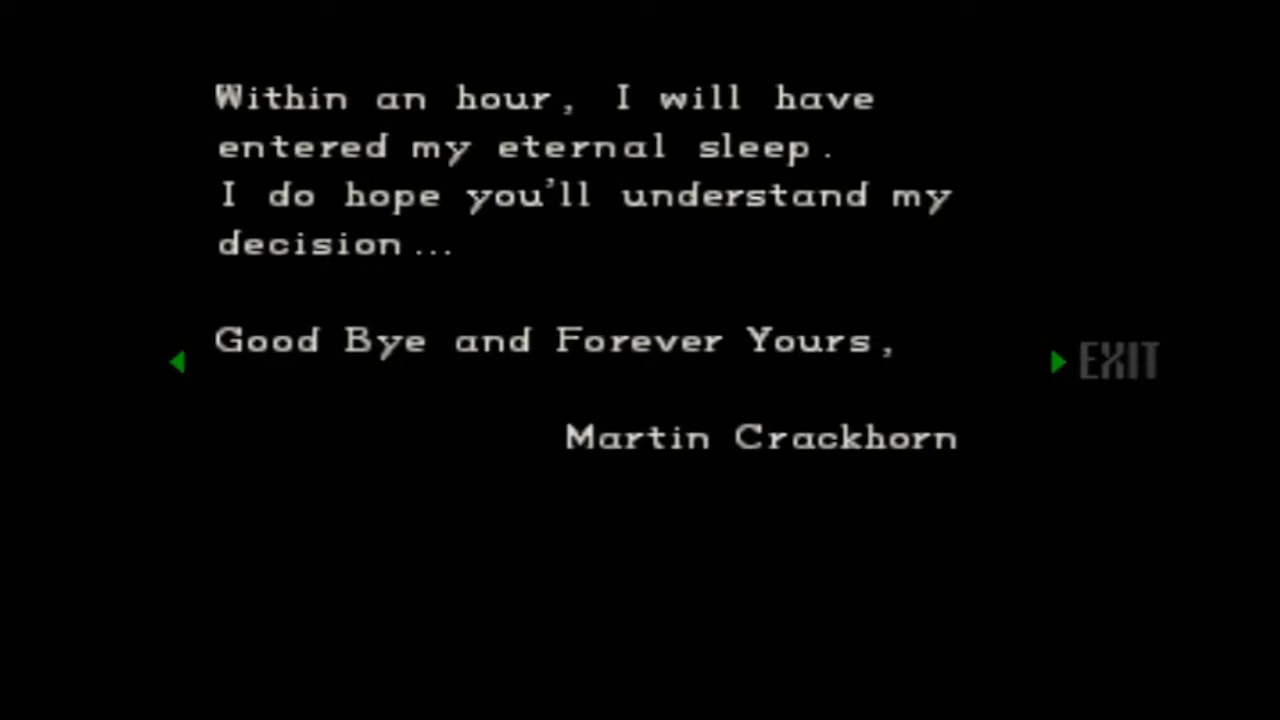 Within an hour, I will have
entered my eternal sleep.
I do hope you'll understand my
decision...
Good Bye and Forever Yours,
EXIT
Martin Crackhorn